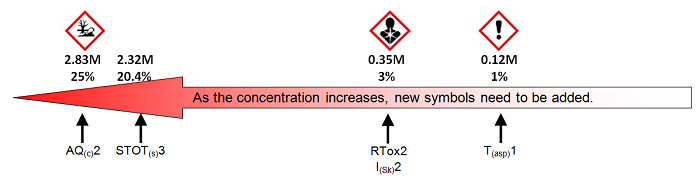 2.83M 2.32M 0.35M 0.12M
25% 20.4% 3% 1%
As the concentration increases, new symbols need to be added.
AQ(c)2 STOT(s)3 RTox2 T(asp)1
I(Sk)2